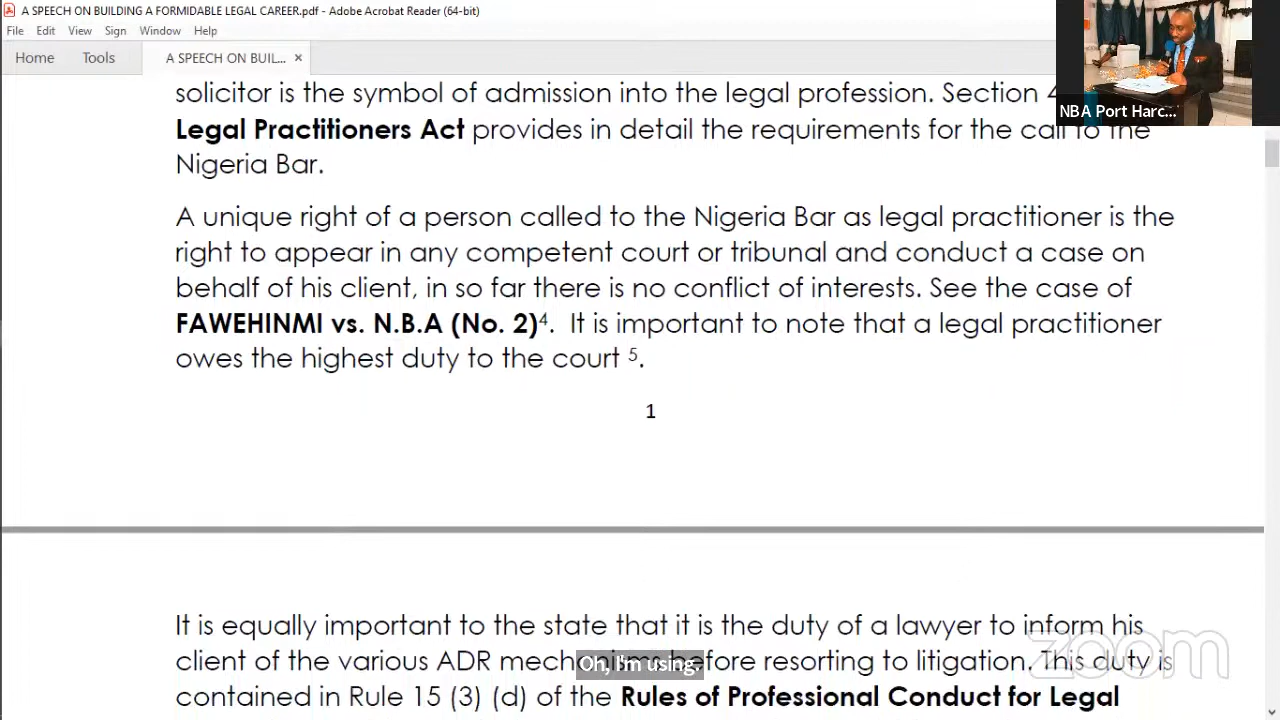 A SPEECH ON BUILDING A FORMIDABLE LEGAL CAREER.pdf - Adobe Acrobat Reader (64-bit)
File Edit View Sign Window Help
Home Tools A SPEECH ON BUIL... ×
NBA Port Harc...
solicitor is the symbol of admission into the legal profession. Section 4
Legal Practitioners Act provides in detail the requirements for the call to the
Nigeria Bar.
A unique right of a person called to the Nigeria Bar as legal practitioner is the
right to appear in any competent court or tribunal and conduct a case on
behalf of his client, in so far there is no conflict of interests. See the case of
FAWEHINMI vs. N.B.A (No. 2)⁴. It is important to note that a legal practitioner
owes the highest duty to the court ⁵.
1
It is equally important to the state that it is the duty of a lawyer to inform his
client of the various ADR mechanisms before resorting to litigation. This duty is
Oh, I'm using.
contained in Rule 15 (3) (d) of the Rules of Professional Conduct for Legal
zoom